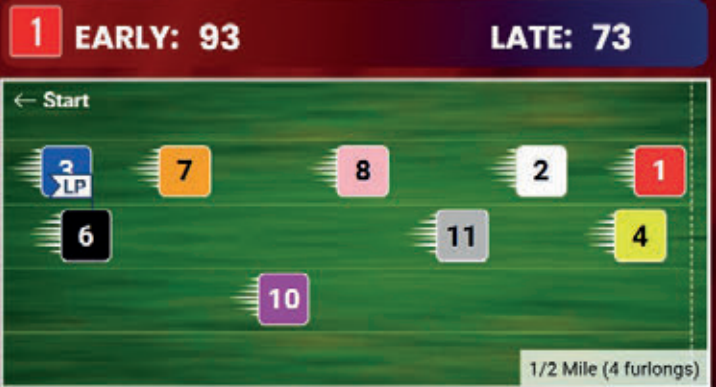 1 EARLY: 93 LATE: 73
← Start
3 7 8 2 1
LP
6 11 4
10
1/2 Mile (4 furlongs)